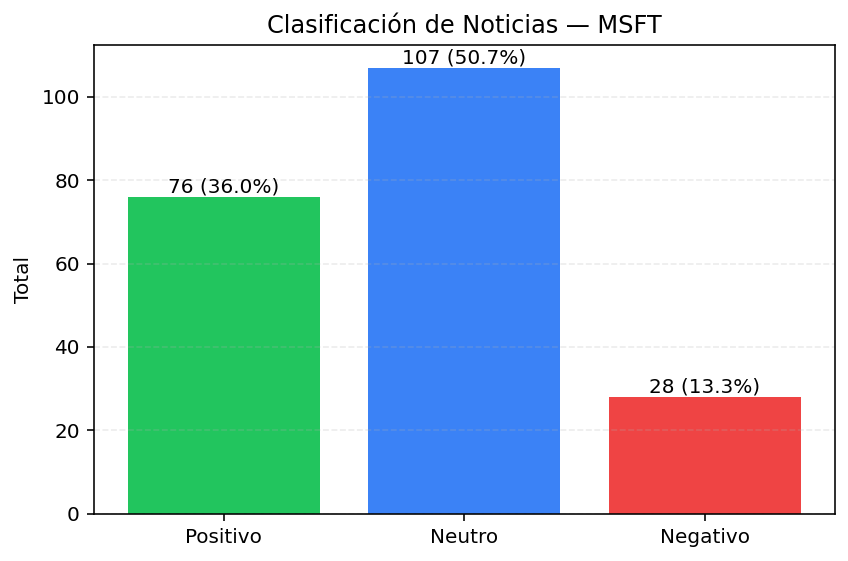 Clasificación de Noticias — MSFT
107 (50.7%)
76 (36.0%)
28 (13.3%)
Total
100
80
60
40
20
0
Positivo
Neutro
Negativo